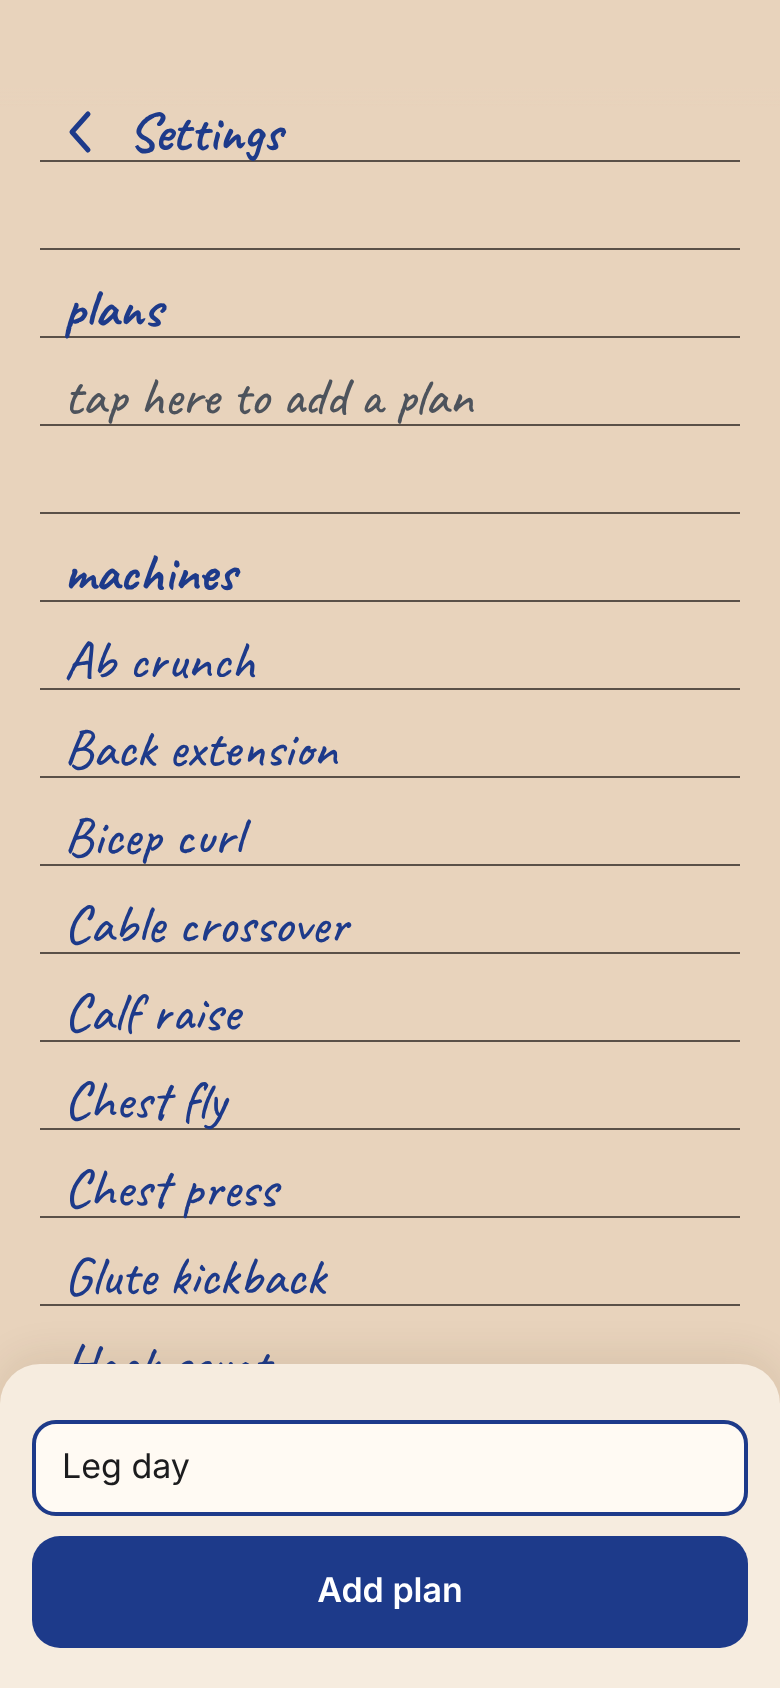 Settings
plans
tap here to add a plan
machines
Ab crunch
Back extension
Bicep curl
Cable crossover
Calf raise
Chest fly
Chest press
Glute kickback
Leg day
Add plan